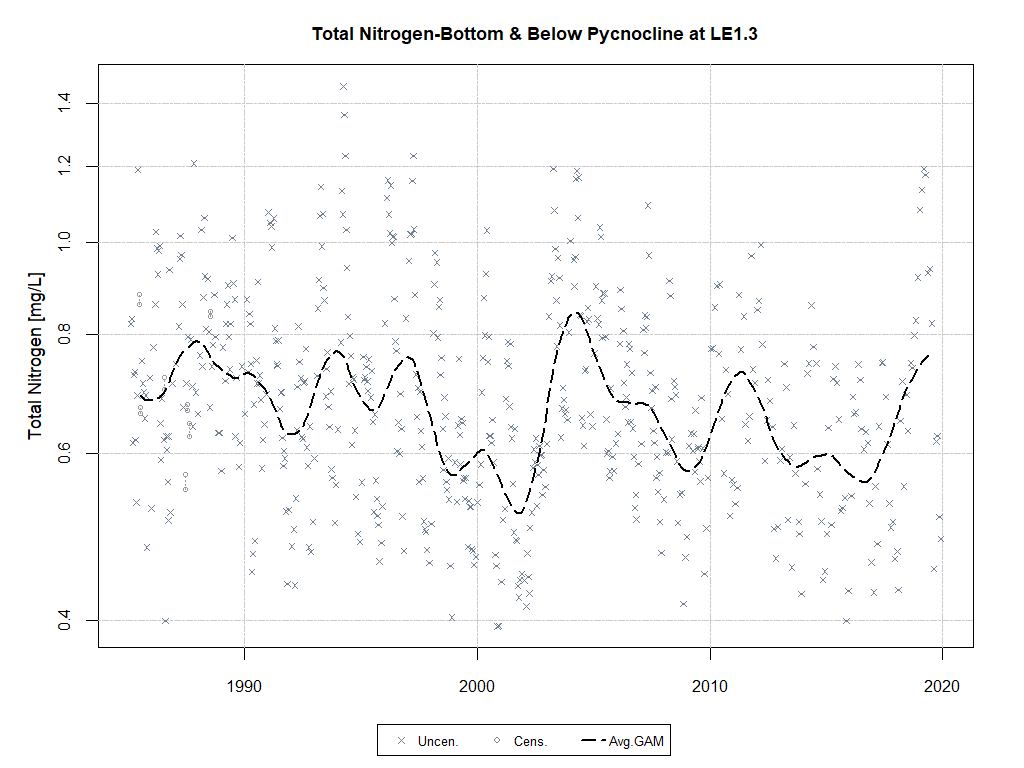 Total Nitrogen-Bottom & Below Pycnocline at LE1.3
Total Nitrogen [mg/L]
1.4
1.2
1.0
0.8
0.6
0.4
1990 2000 2010 2020
Uncen. Cens. Avg.GAM